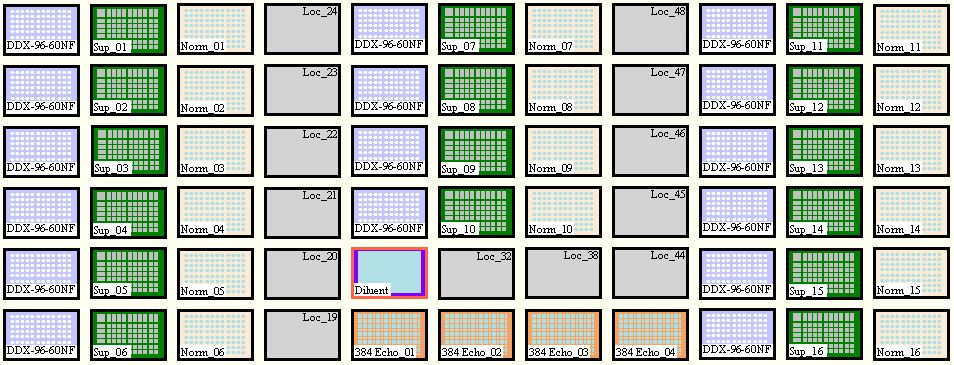 DDX-96-60NF Sup_01 Norm_01 Loc_24 DDX-96-60NF Sup_07 Norm_07 Loc_48 DDX-96-60NF Sup_11 Norm_11
DDX-96-60NF Sup_02 Norm_02 Loc_23 DDX-96-60NF Sup_08 Norm_08 Loc_47 DDX-96-60NF Sup_12 Norm_12
DDX-96-60NF Sup_03 Norm_03 Loc_22 DDX-96-60NF Sup_09 Norm_09 Loc_46 DDX-96-60NF Sup_13 Norm_13
DDX-96-60NF Sup_04 Norm_04 Loc_21 DDX-96-60NF Sup_10 Norm_10 Loc_45 DDX-96-60NF Sup_14 Norm_14
DDX-96-60NF Sup_05 Norm_05 Loc_20 Diluent Loc_32 Loc_38 Loc_44 DDX-96-60NF Sup_15 Norm_15
DDX-96-60NF Sup_06 Norm_06 Loc_19 384 Echo_01 384 Echo_02 384 Echo_03 384 Echo_04 DDX-96-60NF Sup_16 Norm_16